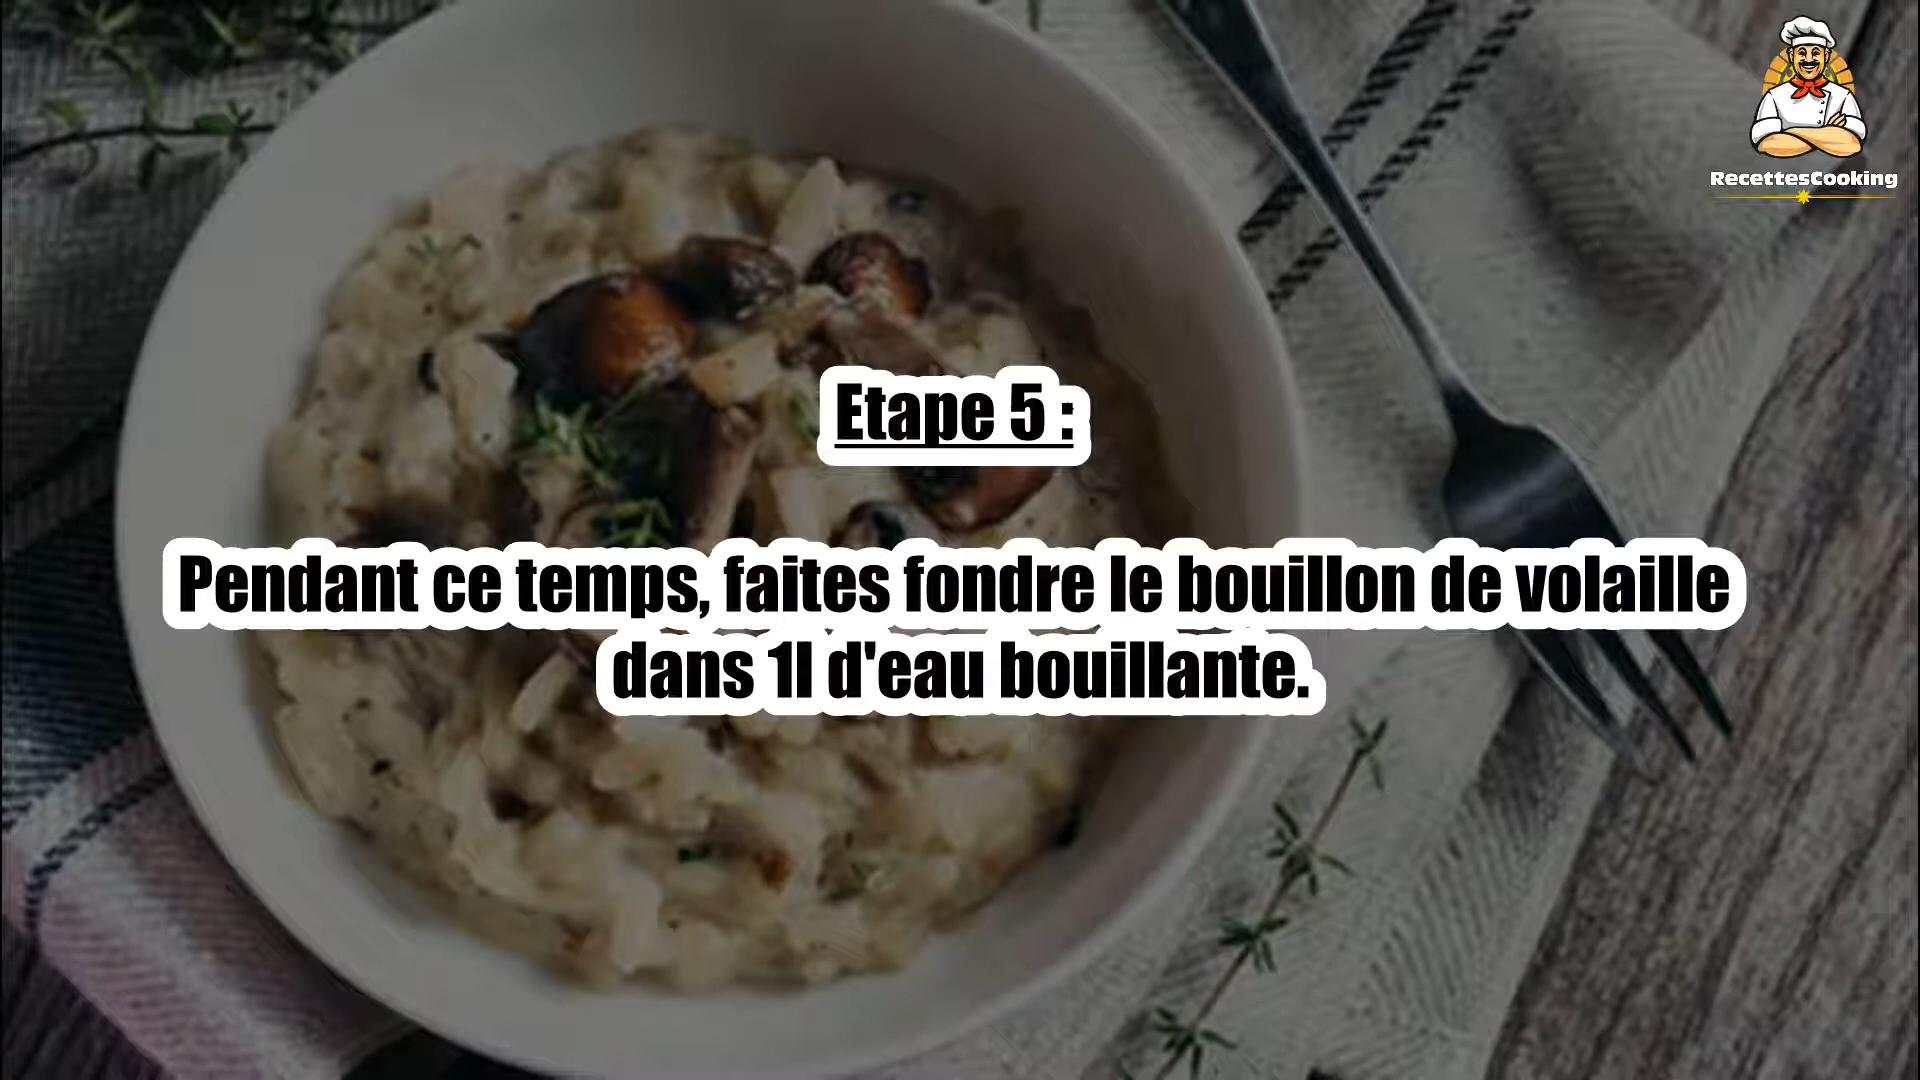 RecettesCooking
Etape 5 :
Pendant ce temps, faites fondre le bouillon de volaille
dans 1l d'eau bouillante.